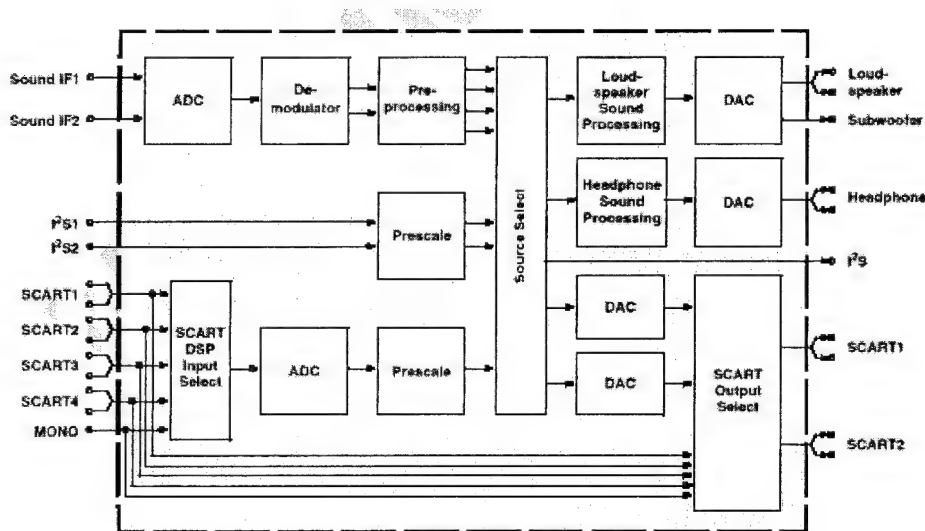 Sound IF1
Sound IF2
ADC
De-
modulator
Pre-
processing
Loud-
speaker
Sound
Processing
DAC
Loud-
speaker
Subwoofer
Headphone
Sound
Processing
DAC
Headphone
I²S1
I²S2
Prescale
Source Select
I²S
SCART1
SCART2
SCART3
SCART4
MONO
SCART
DSP
Input
Select
ADC
Prescale
DAC
DAC
SCART
Output
Select
SCART1
SCART2